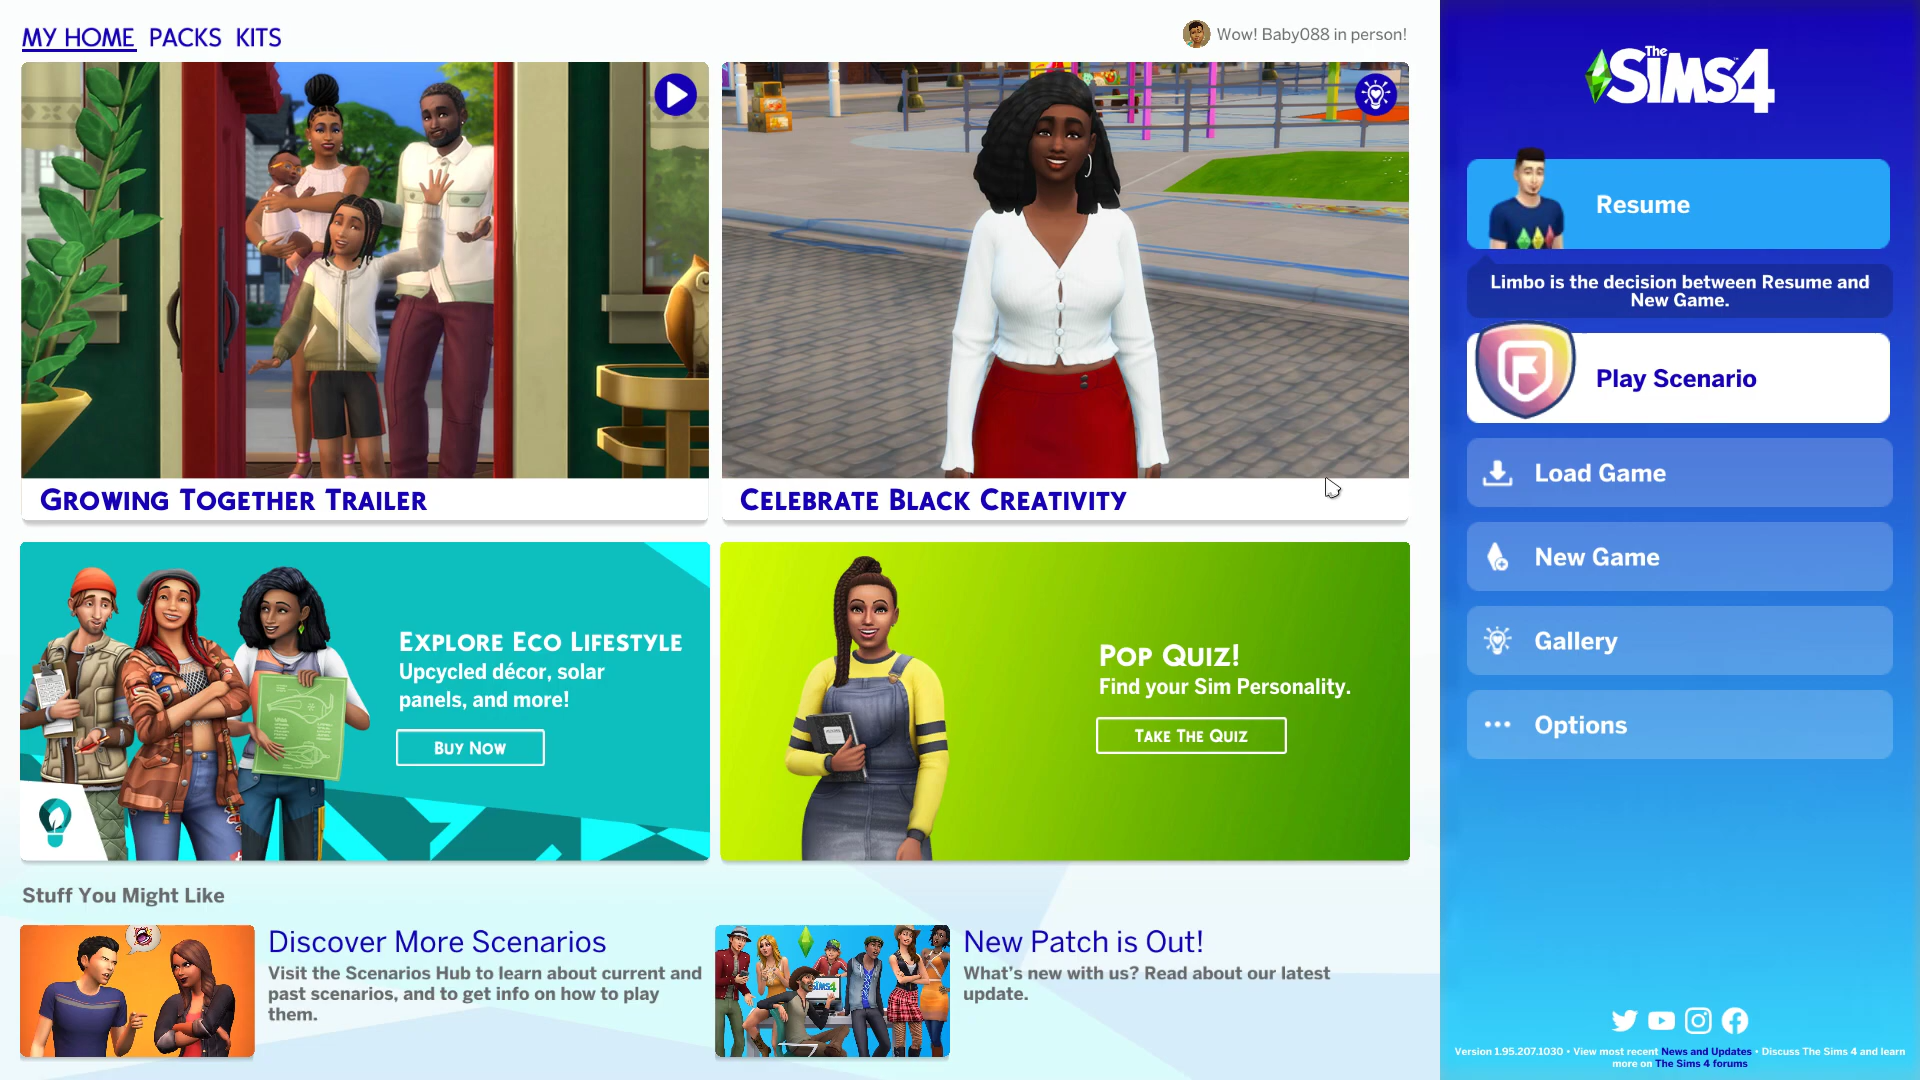 MY HOME PACKS KITS
Wow! Baby088 in person!
GROWING TOGETHER TRAILER
CELEBRATE BLACK CREATIVITY
EXPLORE ECO LIFESTYLE
Upcycled décor, solar
panels, and more!
BUY NOW
POP QUIZ!
Find your Sim Personality.
TAKE THE QUIZ
Stuff You Might Like
Discover More Scenarios
Visit the Scenarios Hub to learn about current and
past scenarios, and to get info on how to play
them.
New Patch is Out!
What's new with us? Read about our latest
update.
The
SiMS4
Resume
Limbo is the decision between Resume and
New Game.
Play Scenario
Load Game
New Game
Gallery
Options
Version 1.95.207.1030 • View most recent News and Updates • Discuss The Sims 4 and learn
more on The Sims 4 forums